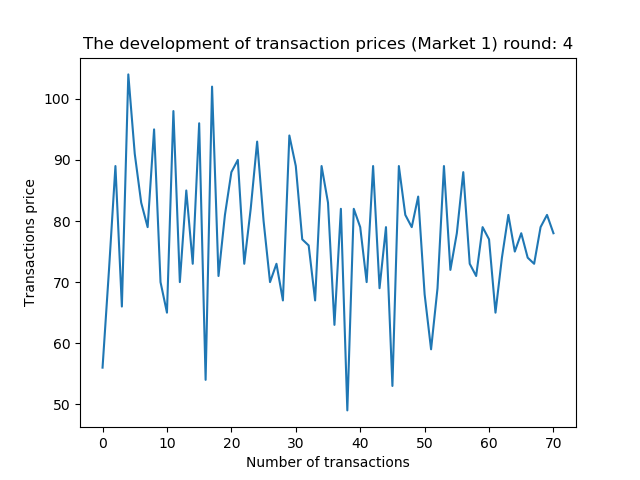 The development of transaction prices (Market 1) round: 4
100
90
80
70
60
50
Transactions price
0 10 20 30 40 50 60 70
Number of transactions